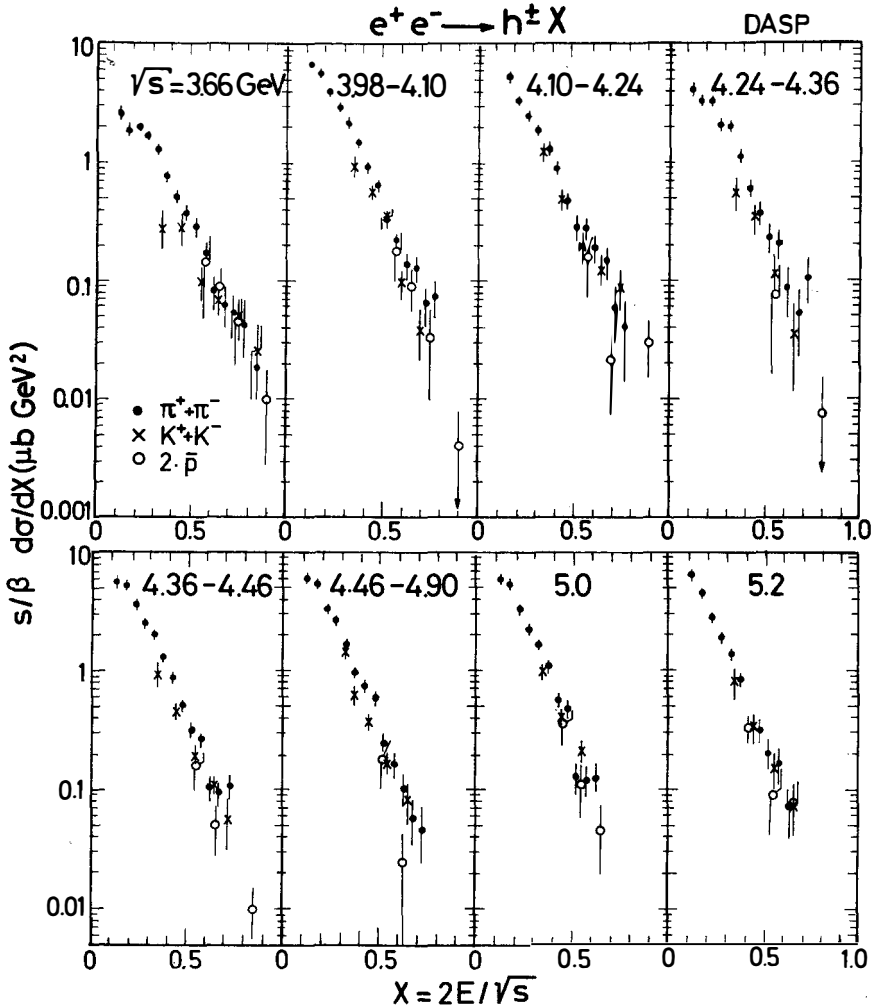 e⁺ e⁻ → h± X DASP
10
1
0.1
0.01
0.001
√s = 3.66 GeV
3.98 – 4.10
4.10 – 4.24
4.24 – 4.36
● π⁺+π⁻
× K⁺+K⁻
○ 2·p̄
0 0.5 0 0.5 0 0.5 0 0.5 1.0
s/β dσ/dX (μb GeV²)
10
1
0.1
0.01
4.36 – 4.46
4.46 – 4.90
5.0
5.2
0 0.5 0 0.5 0 0.5 0 0.5 1.0
X = 2E/√s